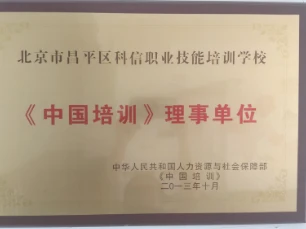 北京市昌平区科信职业技能培训学校
《中国培训》理事单位
中华人民共和国人力资源与社会保障部
《中国培训》
二〇一三年十月